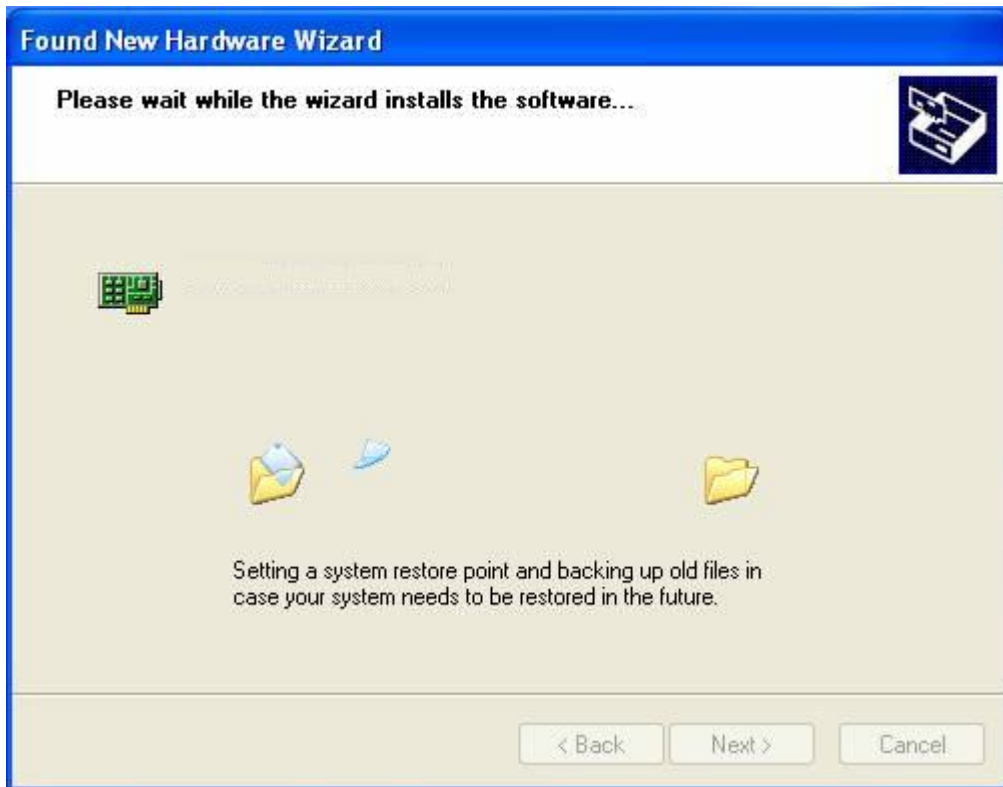 Found New Hardware Wizard
Please wait while the wizard installs the software...
Setting a system restore point and backing up old files in
case your system needs to be restored in the future.
< Back
Next >
Cancel